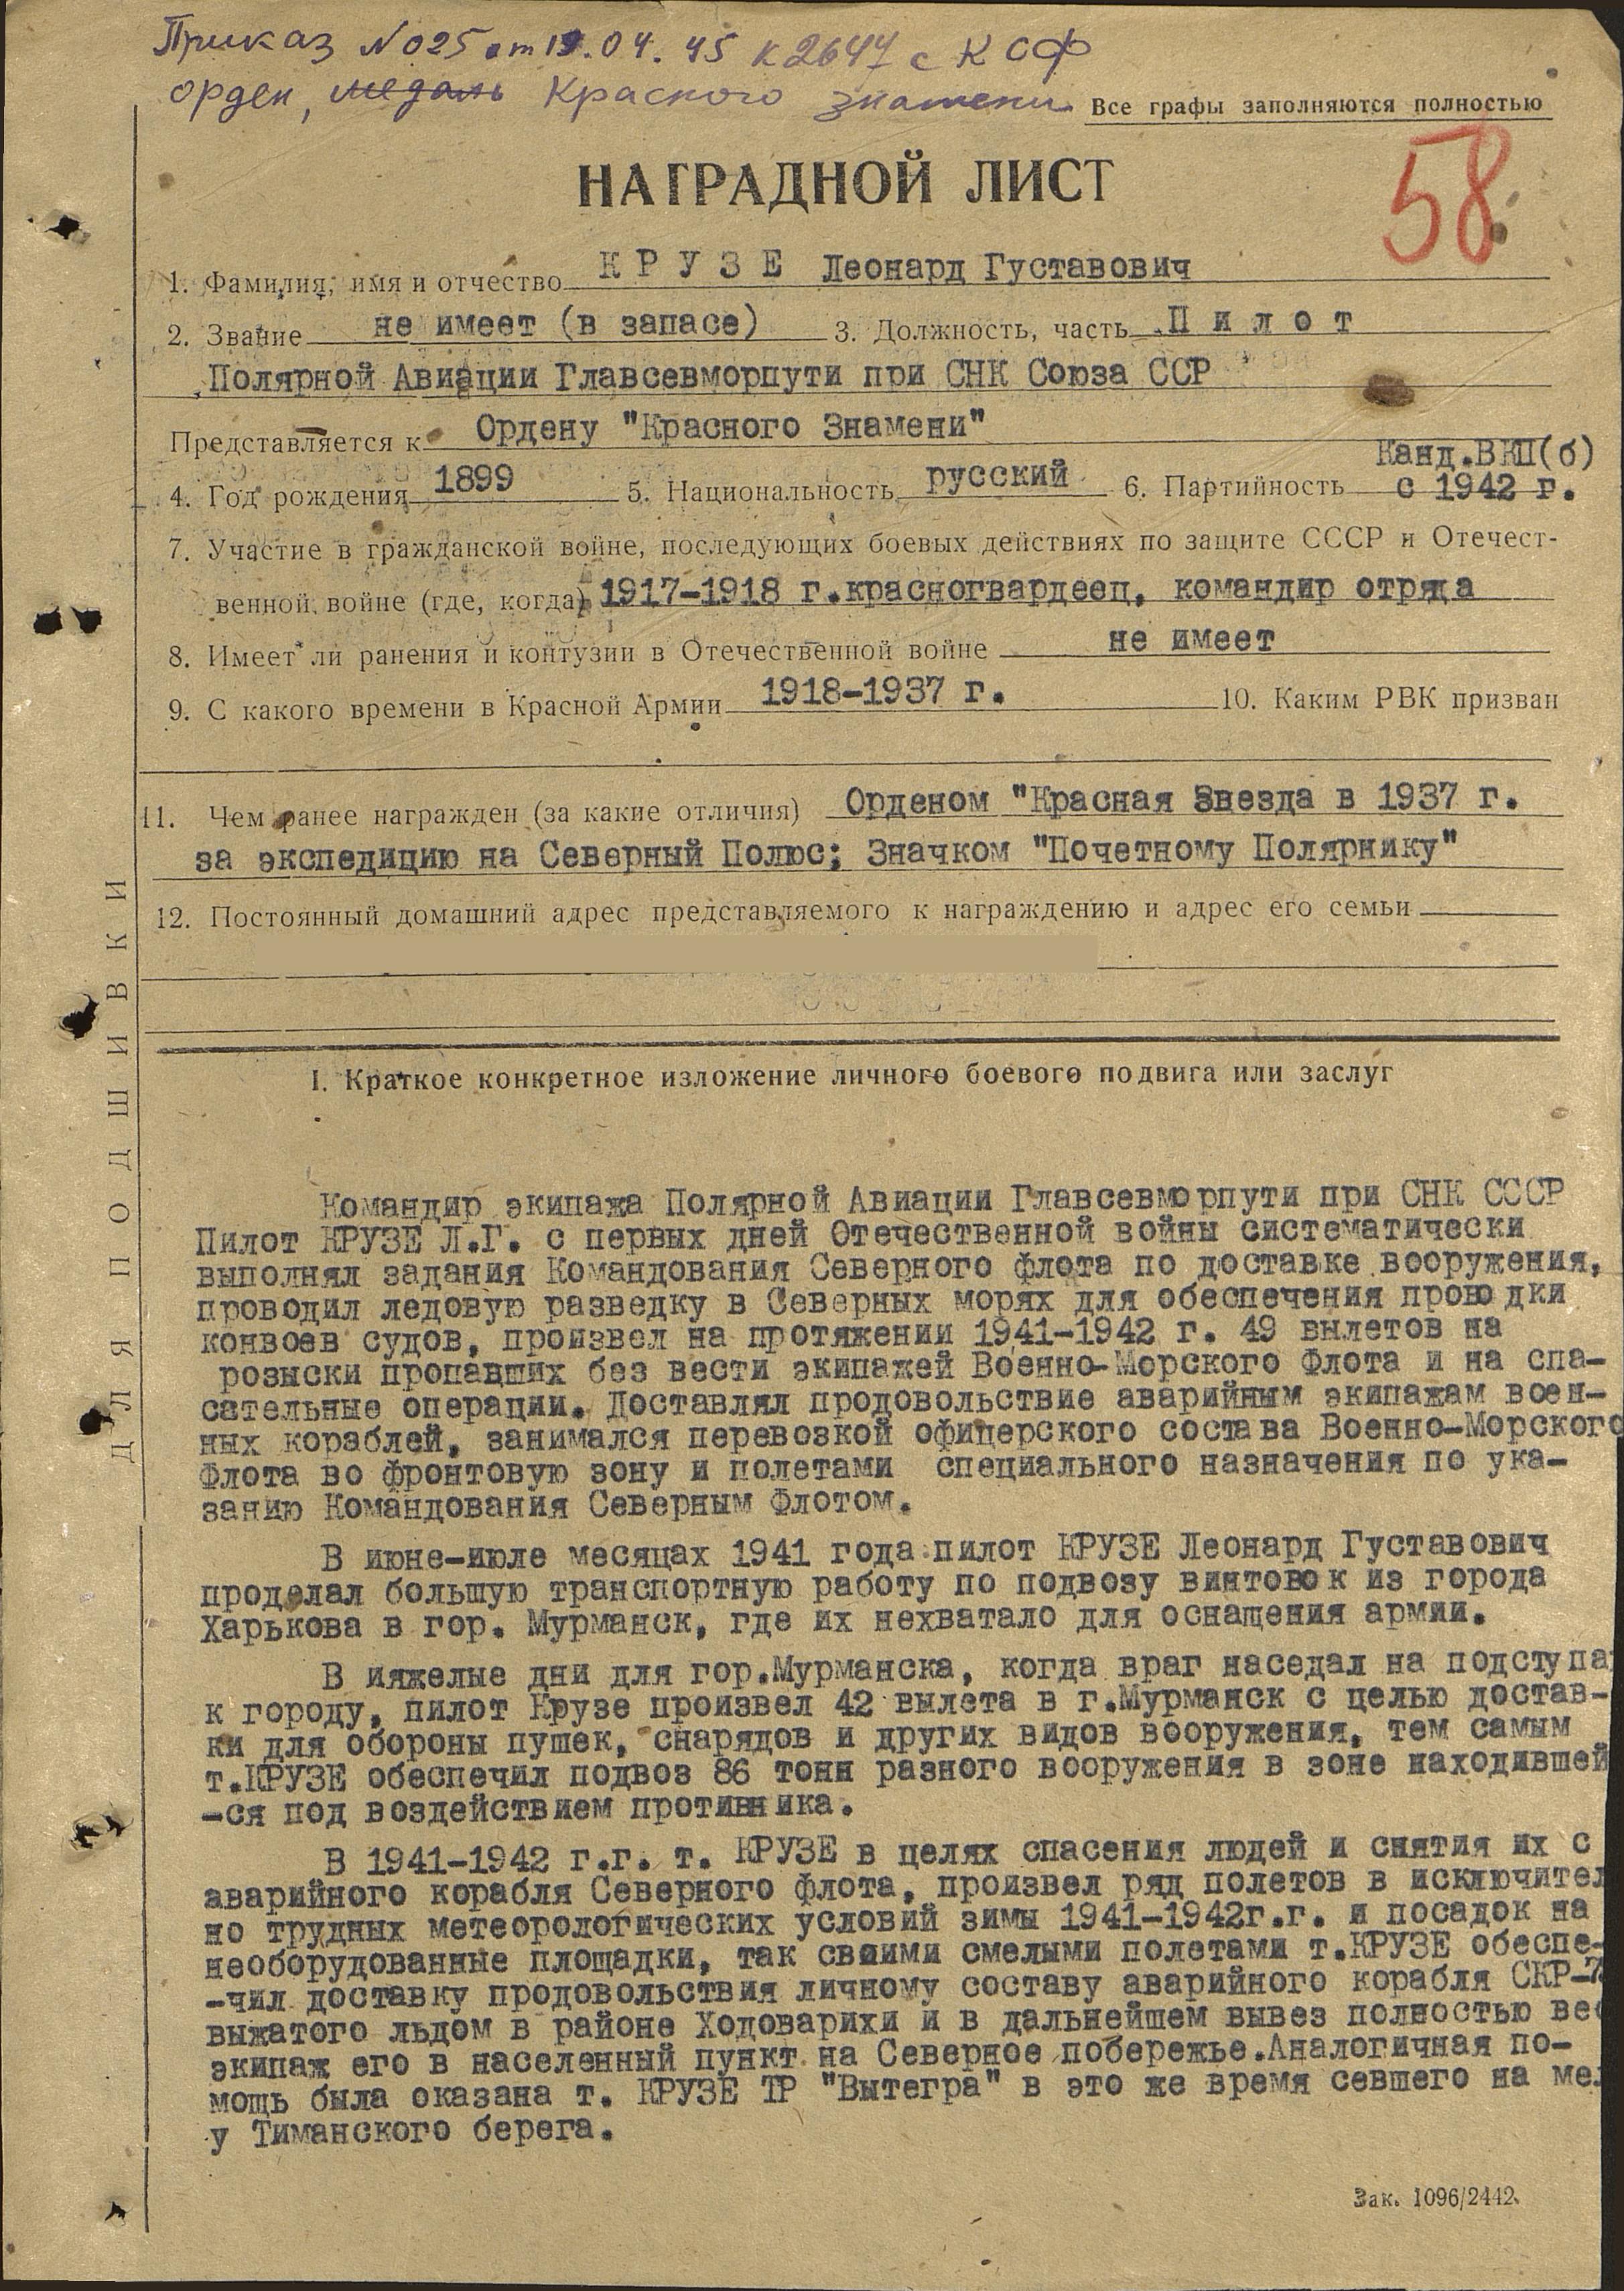 Приказ № 025 от 19.04.45 к 2647 с К СФ
орден, медаль Красного знамени
Все графы заполняются полностью
58
НАГРАДНОЙ ЛИСТ
1. Фамилия, имя и отчество К Р У З Е Леонард Густавович
2. Звание не имеет (в запасе) 3. Должность, часть П и л о т
Полярной Авиации Главсевморпути при СНК Союза ССР
Представляется к Ордену "Красного Знамени"
4. Год рождения 1899 5. Национальность русский 6. Партийность Канд.ВКП(б)
с 1942 г.
7. Участие в гражданской войне, последующих боевых действиях по защите СССР и Отечест-
венной войне (где, когда) 1917-1918 г.красногвардеец, командир отряда
8. Имеет ли ранения и контузии в Отечественной войне не имеет
9. С какого времени в Красной Армии 1918-1937 г. 10. Каким РВК призван
11. Чем ранее награжден (за какие отличия) Орденом "Красная Звезда в 1937 г.
за экспедицию на Северный Полюс; Значком "Почетному Полярнику"
12. Постоянный домашний адрес представляемого к награждению и адрес его семьи
ДЛЯ ПОДШИВКИ
I. Краткое конкретное изложение личного боевого подвига или заслуг
Командир экипажа Полярной Авиации Главсевморпути при СНК СССР
Пилот КРУЗЕ Л.Г. с первых дней Отечественной войны систематически
выполнял задания Командования Северного флота по доставке вооружения,
проводил ледовую разведку в Северных морях для обеспечения проводки
конвоев судов, произвел на протяжении 1941-1942 г. 49 вылетов на
розыски пропавших без вести экипажей Военно-Морского Флота и на спа-
сательные операции. Доставлял продовольствие аварийным экипажам воен-
ных кораблей, занимался перевозкой офицерского состава Военно-Морского
Флота во фронтовую зону и полетами специального назначения по ука-
занию Командования Северным Флотом.
В июне-июле месяцах 1941 года пилот КРУЗЕ Леонард Густавович
проделал большую транспортную работу по подвозу винтовок из города
Харькова в гор. Мурманск, где их нехватало для оснащения армии.
В ияжелые дни для гор.Мурманска, когда враг наседал на подступа
к городу, пилот Крузе произвел 42 вылета в г.Мурманск с целью достав-
ки для обороны пушек, снарядов и других видов вооружения, тем самым
т.КРУЗЕ обеспечил подвоз 86 тонн разного вооружения в зоне находившей
-ся под воздействием противника.
В 1941-1942 г.г. т. КРУЗЕ в целях спасения людей и снятия их с
аварийного корабля Северного флота, произвел ряд полетов в исключител
но трудных метеорологических условий зимы 1941-1942г.г. и посадок на
необорудованные площадки, так своими смелыми полетами т.КРУЗЕ обеспе-
-чил доставку продовольствия личному составу аварийного корабля СКР-7
выжатого льдом в районе Ходоварихи и в дальнейшем вывез полностью вес
экипаж его в населенный пункт на Северное побережье.Аналогичная по-
мощь была оказана т. КРУЗЕ ТР "Вытегра" в это же время севшего на мел
у Тиманского берега.
Зак. 1096/2442.